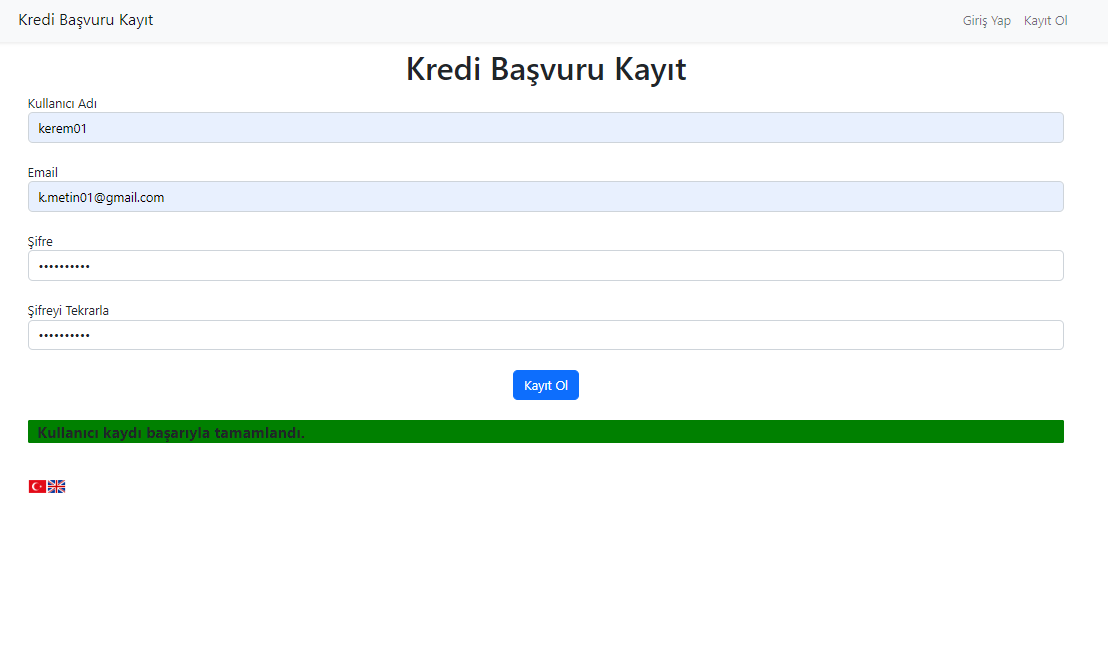 Kredi Başvuru Kayıt
Giriş Yap Kayıt Ol
Kredi Başvuru Kayıt
Kullanıcı Adı
kerem01
Email
k.metin01@gmail.com
Şifre
••••••••••
Şifreyi Tekrarla
••••••••••
Kayıt Ol
Kullanıcı kaydı başarıyla tamamlandı.